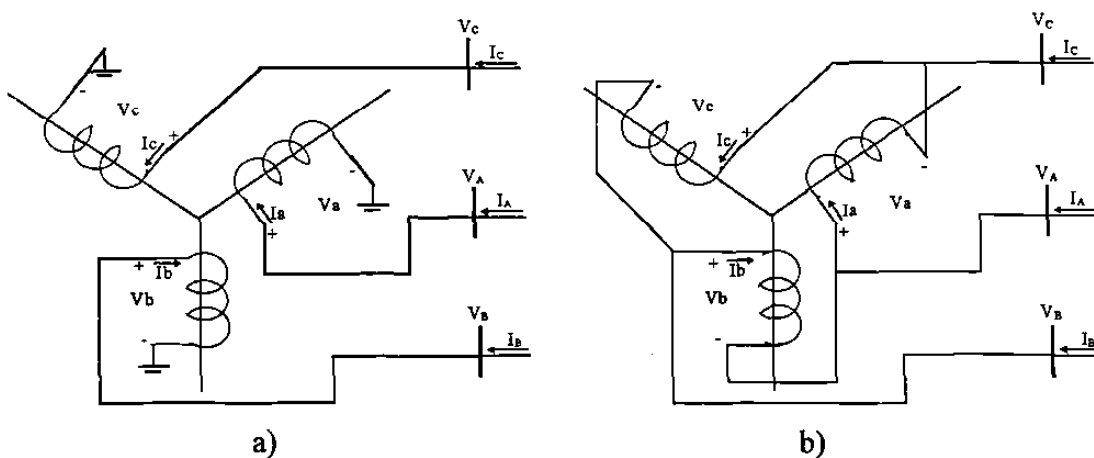 VC
IC
-
Vc
Ic
+
-
VA
IA
Va
Ia
+
+
Ib
Vb
-
VB
IB
a)
VC
IC
-
Vc
Ic
+
-
VA
IA
Va
Ia
+
+
Ib
Vb
-
VB
IB
b)